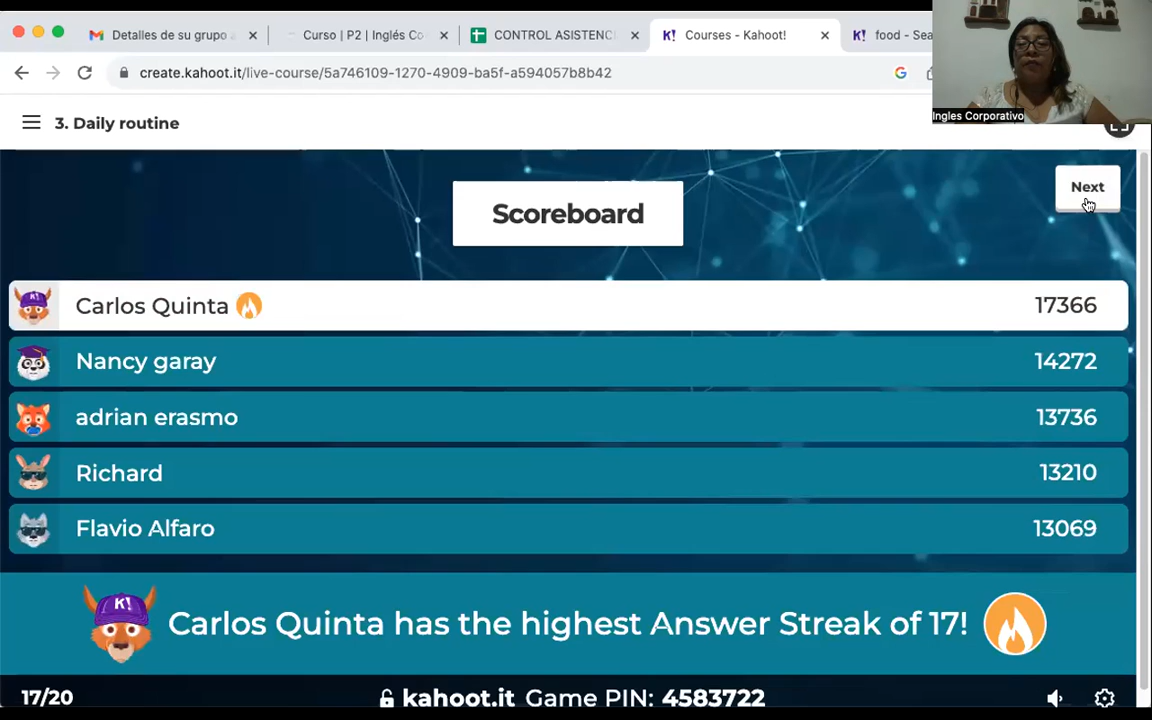 Detalles de su grupo
Curso | P2 | Inglés Co
CONTROL ASISTENC
K! Courses - Kahoot!
K! food - Sea
create.kahoot.it/live-course/5a746109-1270-4909-ba5f-a594057b8b42
Ingles Corporativo
3. Daily routine
Next
Scoreboard
Carlos Quinta 17366
Nancy garay 14272
adrian erasmo 13736
Richard 13210
Flavio Alfaro 13069
K! Carlos Quinta has the highest Answer Streak of 17!
17/20 kahoot.it Game PIN: 4583722